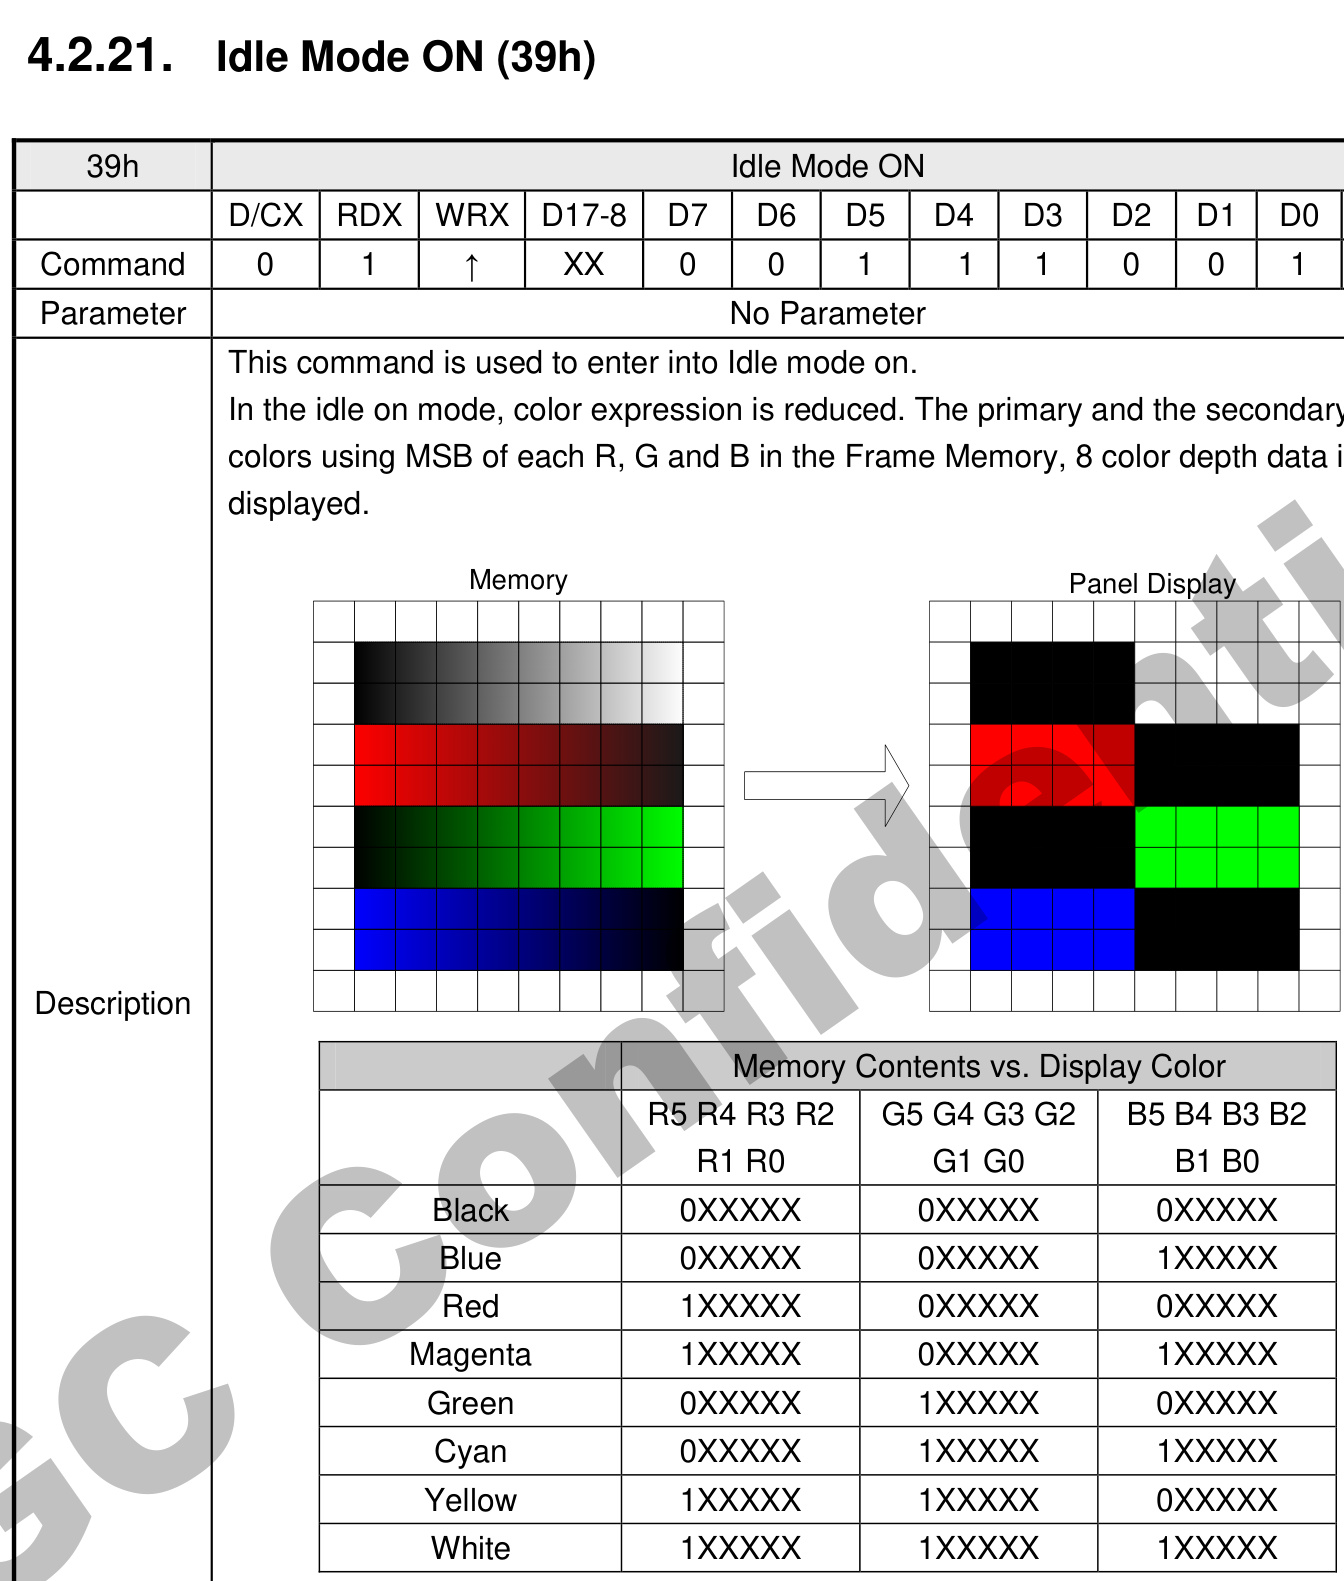 4.2.21. Idle Mode ON (39h)
39h Idle Mode ON
D/CX RDX WRX D17-8 D7 D6 D5 D4 D3 D2 D1 D0
Command 0 1 ↑ XX 0 0 1 1 1 0 0 1
Parameter No Parameter
Description
This command is used to enter into Idle mode on.
In the idle on mode, color expression is reduced. The primary and the secondary
colors using MSB of each R, G and B in the Frame Memory, 8 color depth data i
displayed.
Memory Panel Display
Memory Contents vs. Display Color
R5 R4 R3 R2 G5 G4 G3 G2 B5 B4 B3 B2
R1 R0 G1 G0 B1 B0
Black 0XXXXX 0XXXXX 0XXXXX
Blue 0XXXXX 0XXXXX 1XXXXX
Red 1XXXXX 0XXXXX 0XXXXX
Magenta 1XXXXX 0XXXXX 1XXXXX
Green 0XXXXX 1XXXXX 0XXXXX
Cyan 0XXXXX 1XXXXX 1XXXXX
Yellow 1XXXXX 1XXXXX 0XXXXX
White 1XXXXX 1XXXXX 1XXXXX
GC Confidenti